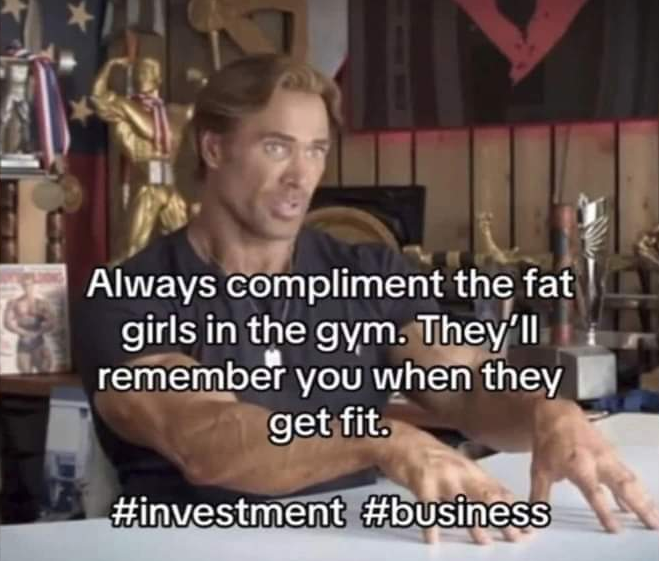 Always compliment the fat
girls in the gym. They'll
remember you when they
get fit.
#investment #business